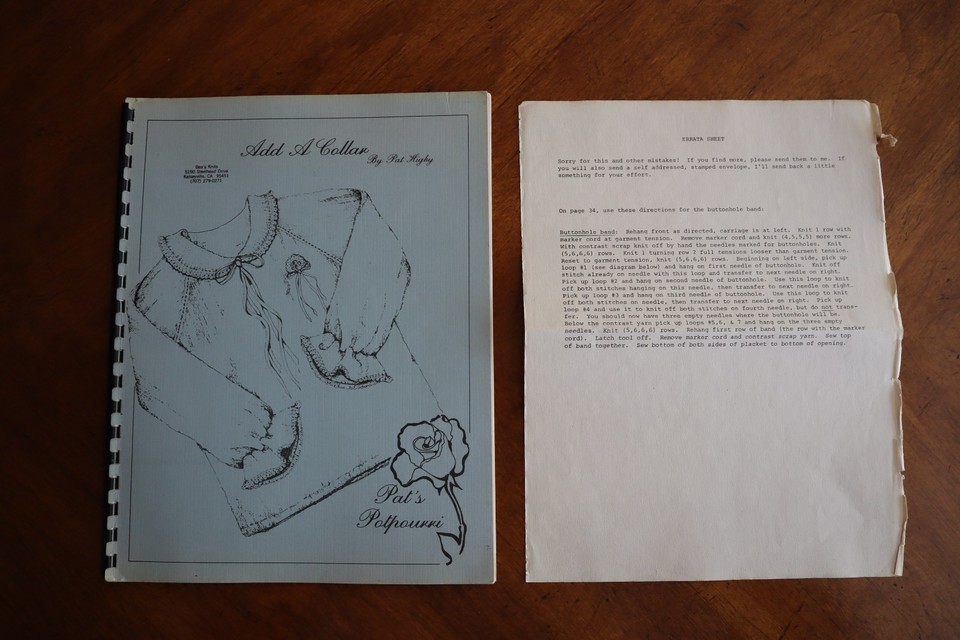 Add A Collar
By Pat Higby
Bea's Knits
Kelseyville, CA
Pat's
Potpourri
ERRATA SHEET
Sorry for this and other mistakes! If you find more, please send them to me. If
you will also send a self addressed, stamped envelope, I'll send back a little
something for your effort.
On page 34, use these directions for the buttonhole band:
Buttonhole band: Rehang front as directed, carriage is at left. Knit 1 row with
marker cord at garment tension. Remove marker cord and knit (4,5,5,5) more rows.
With contrast scrap knit off by hand the needles marked for buttonholes. Knit
(5,6,6,6) rows. Knit 1 turning row 7 full tensions looser than garment tension.
Reset to garment tension, knit (5,6,6,6) rows. Beginning on left side, pick up
loop #1 (see diagram below) and hang on first needle of buttonhole. Knit off
stitch already on needle with this loop and transfer to next needle on right.
Pick up loop #2 and hang on second needle of buttonhole. Use this loop to knit
off both stitches hanging on this needle, then transfer to next needle on right.
Pick up loop #3 and hang on third needle of buttonhole. Use this loop to knit
off both stitches on needle, then transfer to next needle on right. Pick up
loop #4 and use it to knit off both stitches on fourth needle, but do not trans-
fer. You should now have three empty needles where the buttonhole will be.
Below the contrast yarn pick up loops #5,6, & 7 and hang on the three empty
needles. Knit (5,6,6,6) rows. Rehang first row of band (the row with the marker
cord). Latch tool off. Remove marker cord and contrast scrap yarn. Sew top
of band together. Sew bottom of both sides of placket to bottom of opening.